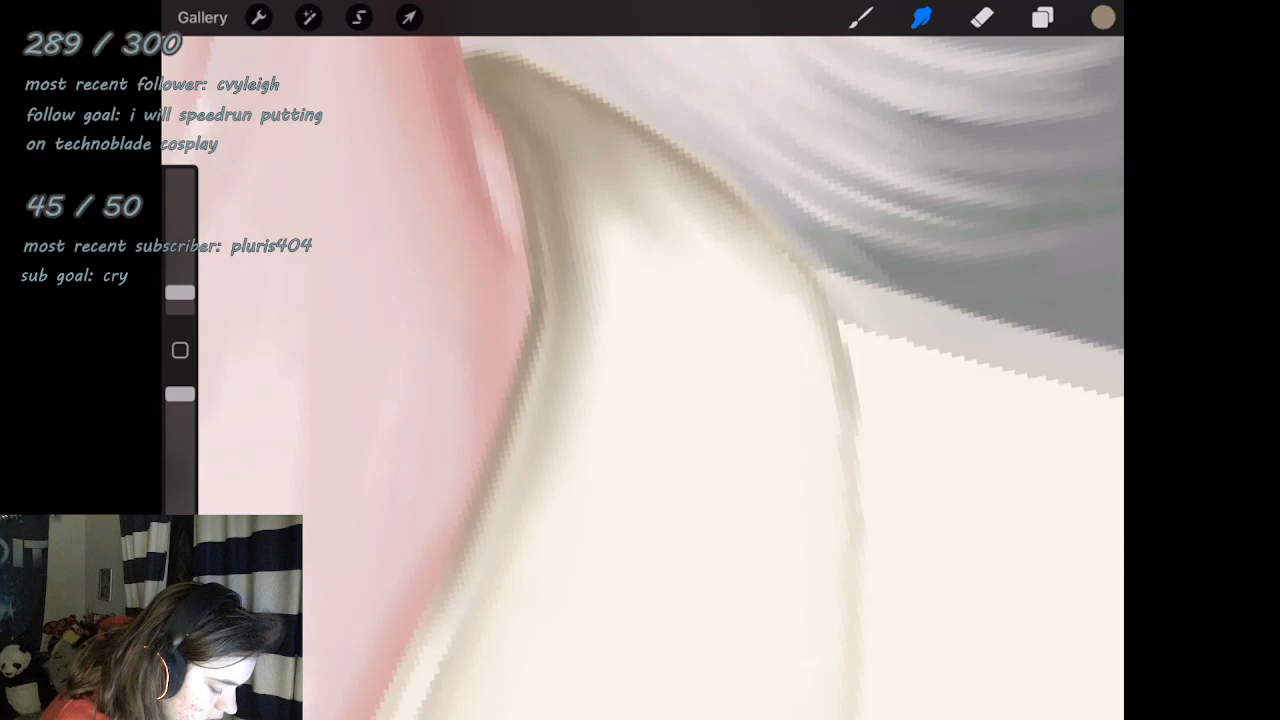 Gallery
289 / 300
most recent follower: cvyleigh
follow goal: i will speedrun putting
on technoblade cosplay
45 / 50
most recent subscriber: pluris404
sub goal: cry